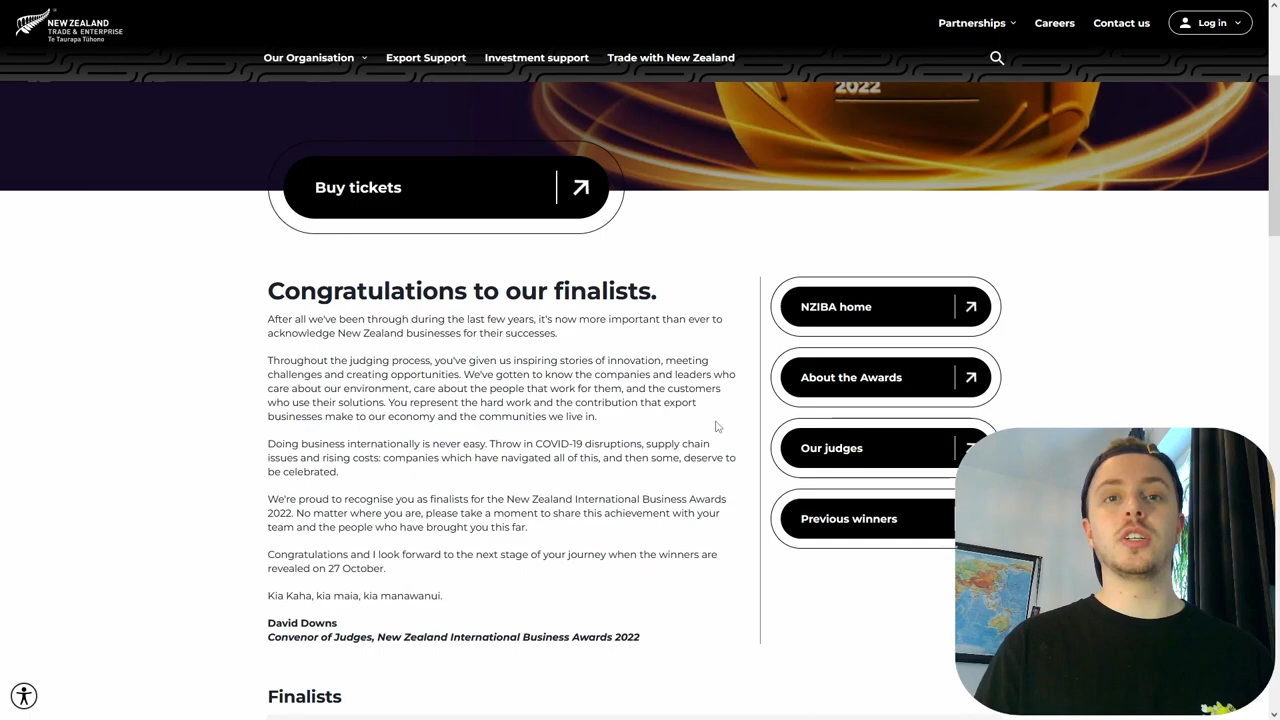 NEW ZEALAND
TRADE & ENTERPRISE
Te Taurapa Tūhono
Partnerships
Careers
Contact us
Log in
Our Organisation
Export Support
Investment support
Trade with New Zealand
2022
Buy tickets
Congratulations to our finalists.
After all we've been through during the last few years, it's now more important than ever to
acknowledge New Zealand businesses for their successes.
Throughout the judging process, you've given us inspiring stories of innovation, meeting
challenges and creating opportunities. We've gotten to know the companies and leaders who
care about our environment, care about the people that work for them, and the customers
who use their solutions. You represent the hard work and the contribution that export
businesses make to our economy and the communities we live in.
Doing business internationally is never easy. Throw in COVID-19 disruptions, supply chain
issues and rising costs: companies which have navigated all of this, and then some, deserve to
be celebrated.
We're proud to recognise you as finalists for the New Zealand International Business Awards
2022. No matter where you are, please take a moment to share this achievement with your
team and the people who have brought you this far.
Congratulations and I look forward to the next stage of your journey when the winners are
revealed on 27 October.
Kia Kaha, kia maia, kia manawanui.
David Downs
Convenor of Judges, New Zealand International Business Awards 2022
NZIBA home
About the Awards
Our judges
Previous winners
Finalists